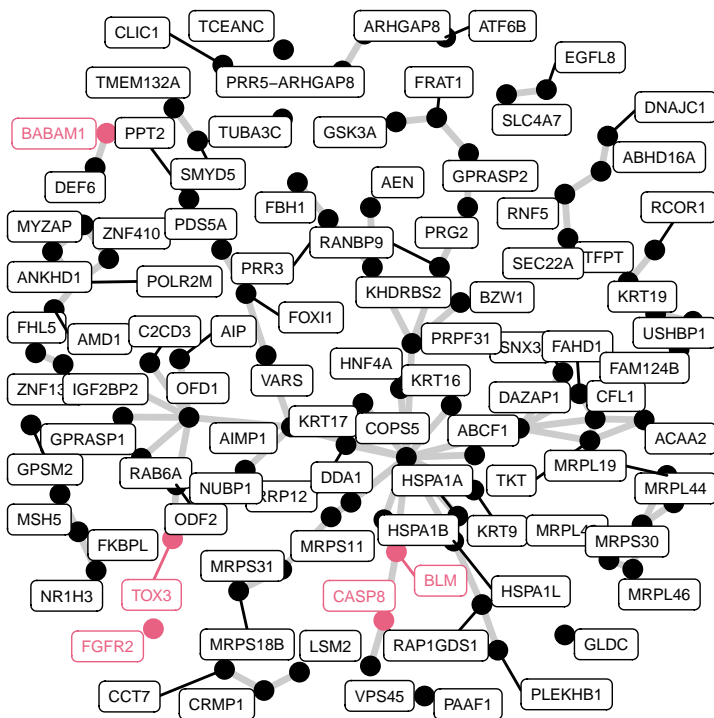 TCEANC
ARHGAP8
ATF6B
CLIC1
EGFL8
PRR5−ARHGAP8
TMEM132A
FRAT1
DNAJC1
SLC4A7
BABAM1
PPT2
TUBA3C
GSK3A
ABHD16A
SMYD5
AEN
GPRASP2
DEF6
FBH1
RNF5
RCOR1
MYZAP
ZNF410
PDS5A
RANBP9
PRG2
SEC22A
TFPT
ANKHD1
POLR2M
PRR3
KHDRBS2
BZW1
KRT19
FOXI1
FHL5
AMD1
C2CD3
AIP
PRPF31
SNX3
FAHD1
USHBP1
HNF4A
FAM124B
ZNF13
IGF2BP2
OFD1
VARS
KRT16
DAZAP1
CFL1
GPRASP1
AIMP1
KRT17
COPS5
ABCF1
ACAA2
GPSM2
RAB6A
NUBP1
RRP12
DDA1
HSPA1A
TKT
MRPL19
MRPL44
MSH5
ODF2
FKBPL
MRPS11
HSPA1B
KRT9
MRPL4
MRPS30
NR1H3
TOX3
MRPS31
CASP8
BLM
HSPA1L
MRPL46
FGFR2
MRPS18B
LSM2
RAP1GDS1
GLDC
CCT7
CRMP1
VPS45
PAAF1
PLEKHB1